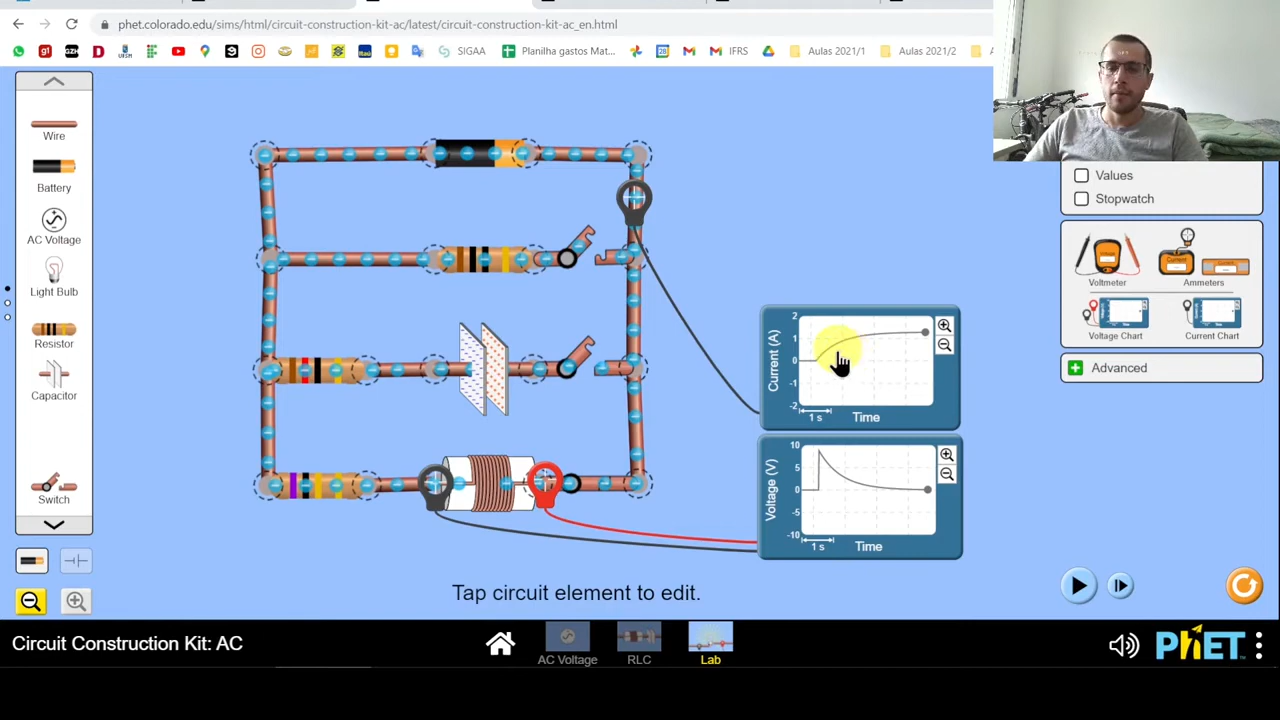 phet.colorado.edu/sims/html/circuit-construction-kit-ac/latest/circuit-construction-kit-ac_en.html
SIGAA
Planilha gastos Mat...
IFRS
Aulas 2021/1
Aulas 2021/2
Wire
Battery
AC Voltage
Light Bulb
Resistor
Capacitor
Switch
Values
Stopwatch
Voltmeter
Ammeters
Voltage Chart
Current Chart
Advanced
Current (A)
2
1
0
-1
-2
1 s
Time
Voltage (V)
10
5
0
-5
-10
1 s
Time
Tap circuit element to edit.
Circuit Construction Kit: AC
AC Voltage
RLC
Lab
PhET